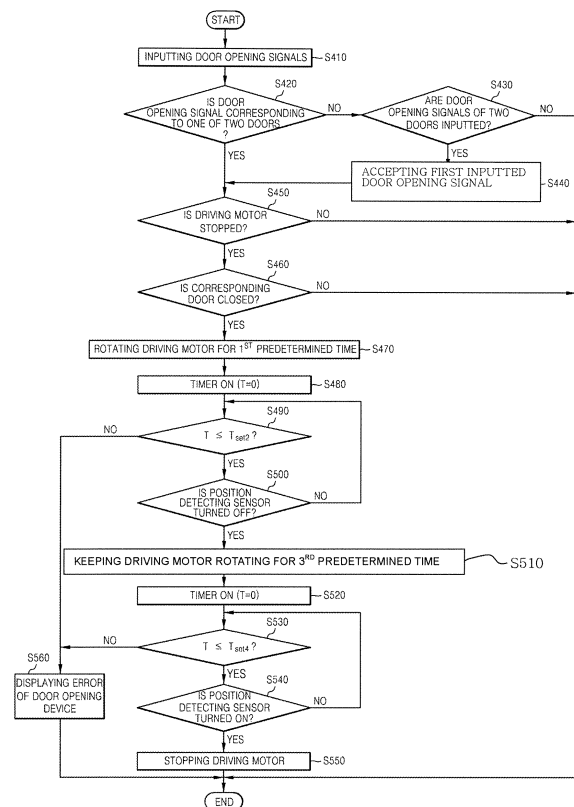 START
INPUTTING DOOR OPENING SIGNALS
S410
S420
IS DOOR
OPENING SIGNAL CORRESPONDING
TO ONE OF TWO DOORS
?
NO
YES
S430
ARE DOOR
OPENING SIGNALS OF TWO
DOORS INPUTTED?
NO
YES
ACCEPTING FIRST INPUTTED
DOOR OPENING SIGNAL
S440
S450
IS DRIVING MOTOR
STOPPED?
NO
YES
S460
IS CORRESPONDING
DOOR CLOSED?
NO
YES
ROTATING DRIVING MOTOR FOR 1ST PREDETERMINED TIME
S470
TIMER ON (T=0)
S480
S490
T ≤ Tset2 ?
NO
YES
S500
IS POSITION
DETECTING SENSOR
TURNED OFF?
NO
YES
KEEPING DRIVING MOTOR ROTATING FOR 3RD PREDETERMINED TIME
S510
TIMER ON (T=0)
S520
S530
T ≤ Tset4 ?
NO
YES
S560
DISPLAYING ERROR
OF DOOR OPENING
DEVICE
S540
IS POSITION
DETECTING SENSOR
TURNED ON?
NO
YES
STOPPING DRIVING MOTOR
S550
END